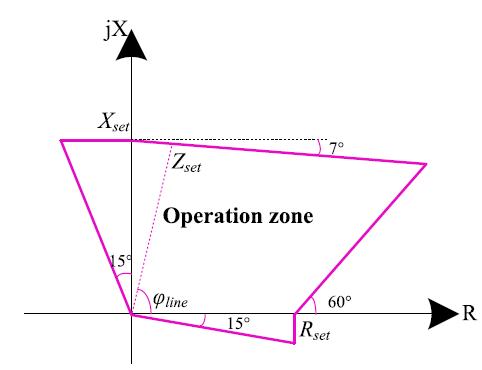 jX
X_set
7°
Z_set
Operation zone
15°
φ_line
60°
15°
R_set
R